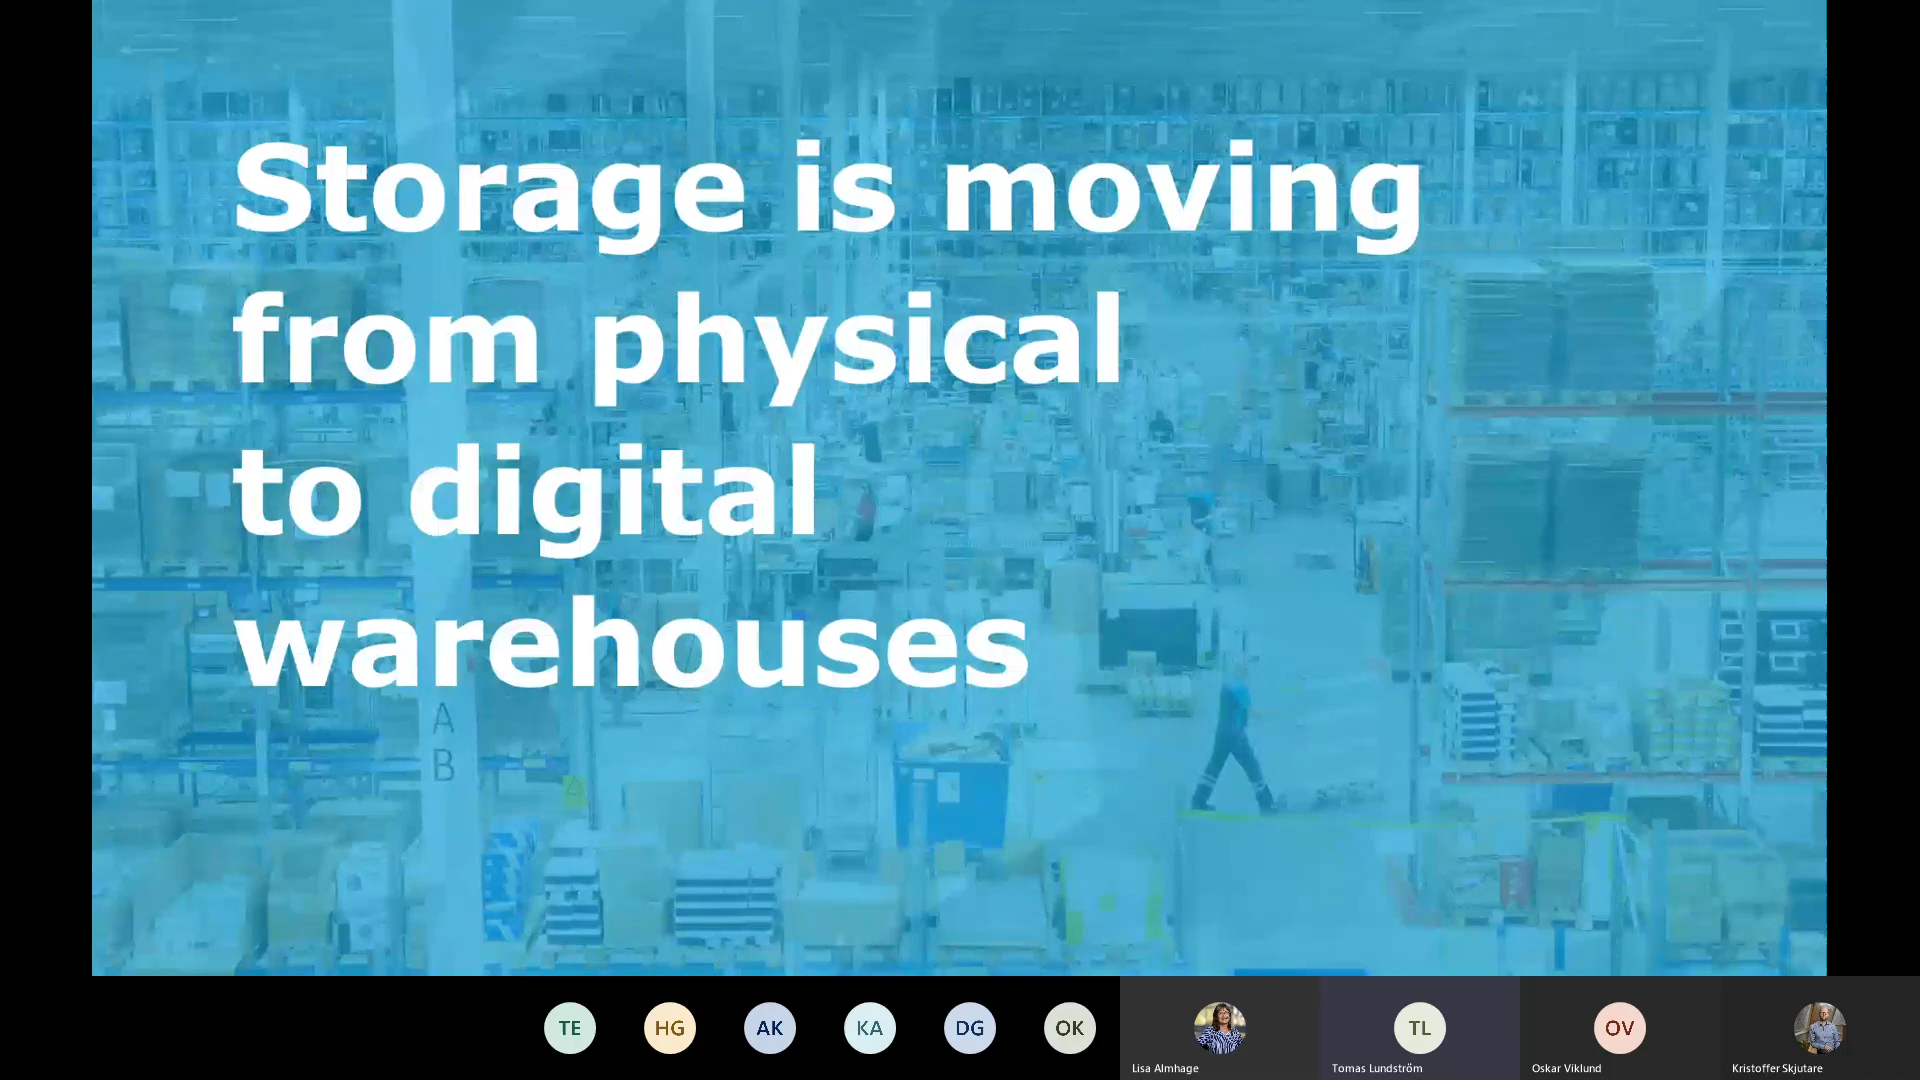 Storage is moving
from physical
to digital
warehouses
A
B
TE
HG
AK
KA
DG
OK
TL
OV
Lisa Almhage
Tomas Lundström
Oskar Viklund
Kristoffer Skjutare